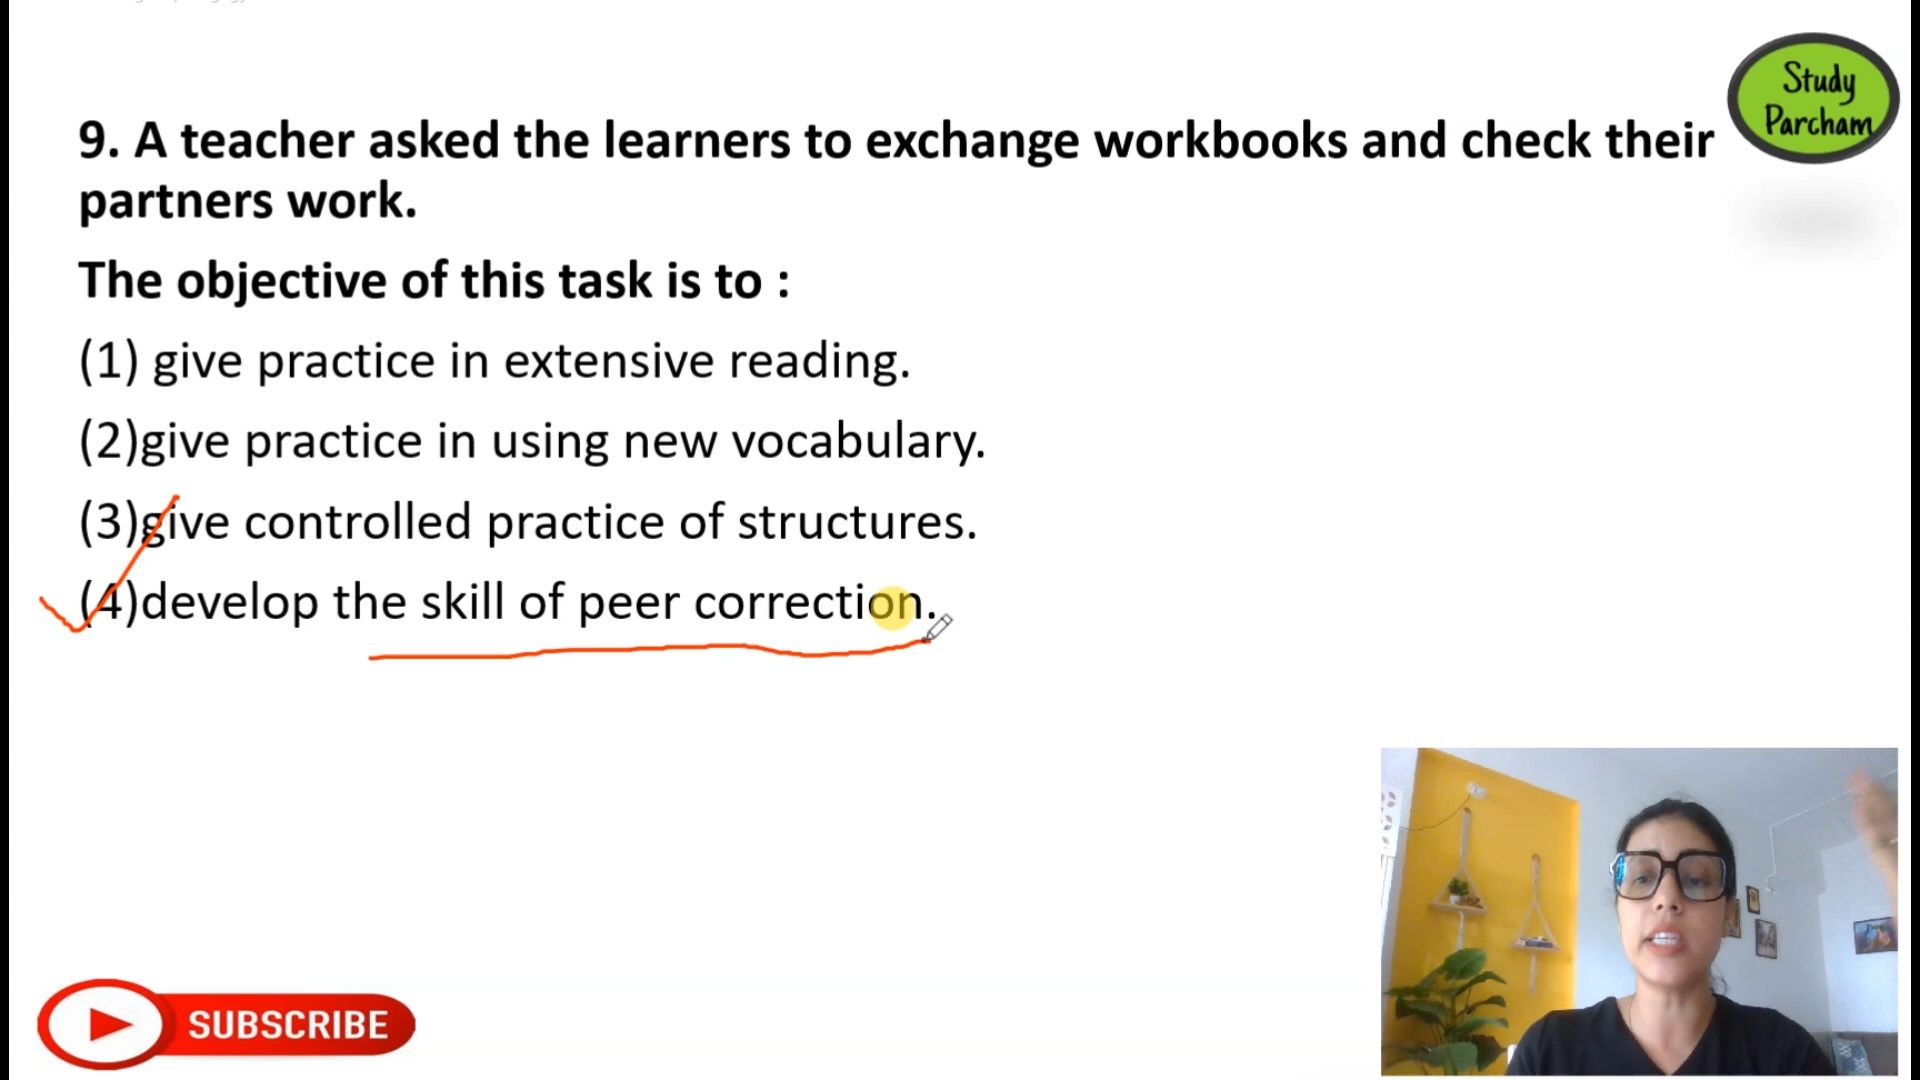 Study
Parcham
9. A teacher asked the learners to exchange workbooks and check their
partners work.
The objective of this task is to :
(1) give practice in extensive reading.
(2)give practice in using new vocabulary.
(3)give controlled practice of structures.
(4)develop the skill of peer correction.
SUBSCRIBE